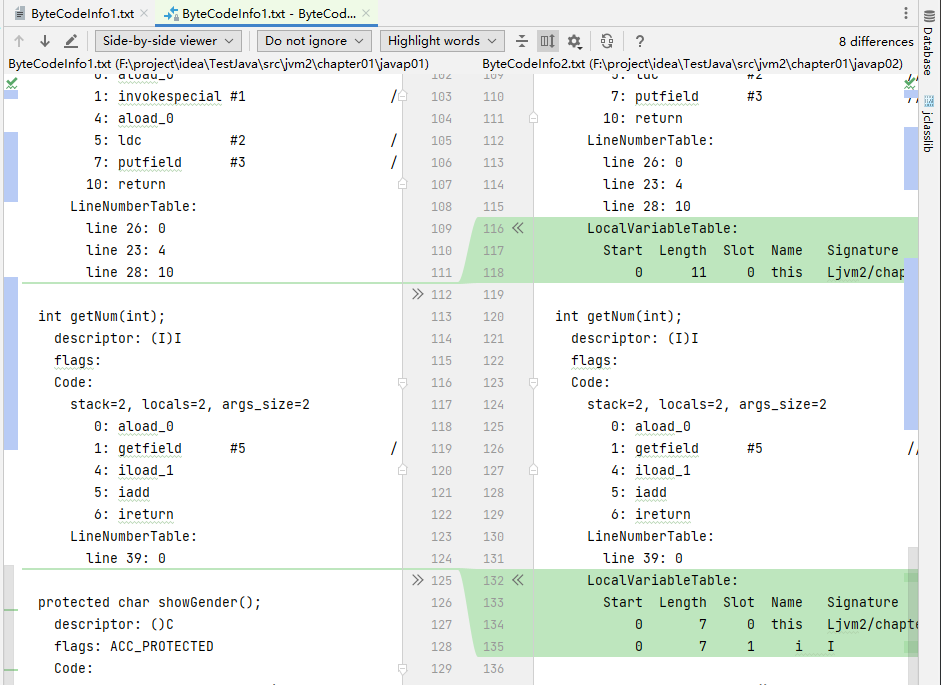 ByteCodeInfo1.txt
ByteCodeInfo1.txt - ByteCod...
Side-by-side viewer
Do not ignore
Highlight words
?
8 differences
ByteCodeInfo1.txt (F:\project\idea\TestJava\src\jvm2\chapter01\javap01)
ByteCodeInfo2.txt (F:\project\idea\TestJava\src\jvm2\chapter01\javap02)
Database
jclasslib
0: aload_0 102 109 5: ldc #2 //
1: invokespecial #1 / 103 110 7: putfield #3 //
4: aload_0 104 111 10: return
5: ldc #2 / 105 112 LineNumberTable:
7: putfield #3 / 106 113 line 26: 0
10: return 107 114 line 23: 4
LineNumberTable: 108 115 line 28: 10
line 26: 0 109 116 LocalVariableTable:
line 23: 4 110 117 Start Length Slot Name Signature
line 28: 10 111 118 0 11 0 this Ljvm2/chap
112 119
int getNum(int); 113 120 int getNum(int);
descriptor: (I)I 114 121 descriptor: (I)I
flags: 115 122 flags:
Code: 116 123 Code:
stack=2, locals=2, args_size=2 117 124 stack=2, locals=2, args_size=2
0: aload_0 118 125 0: aload_0
1: getfield #5 / 119 126 1: getfield #5 //
4: iload_1 120 127 4: iload_1
5: iadd 121 128 5: iadd
6: ireturn 122 129 6: ireturn
LineNumberTable: 123 130 LineNumberTable:
line 39: 0 124 131 line 39: 0
125 132 LocalVariableTable:
protected char showGender(); 126 133 Start Length Slot Name Signature
descriptor: ()C 127 134 0 7 0 this Ljvm2/chapte
flags: ACC_PROTECTED 128 135 0 7 1 i I
Code: 129 136